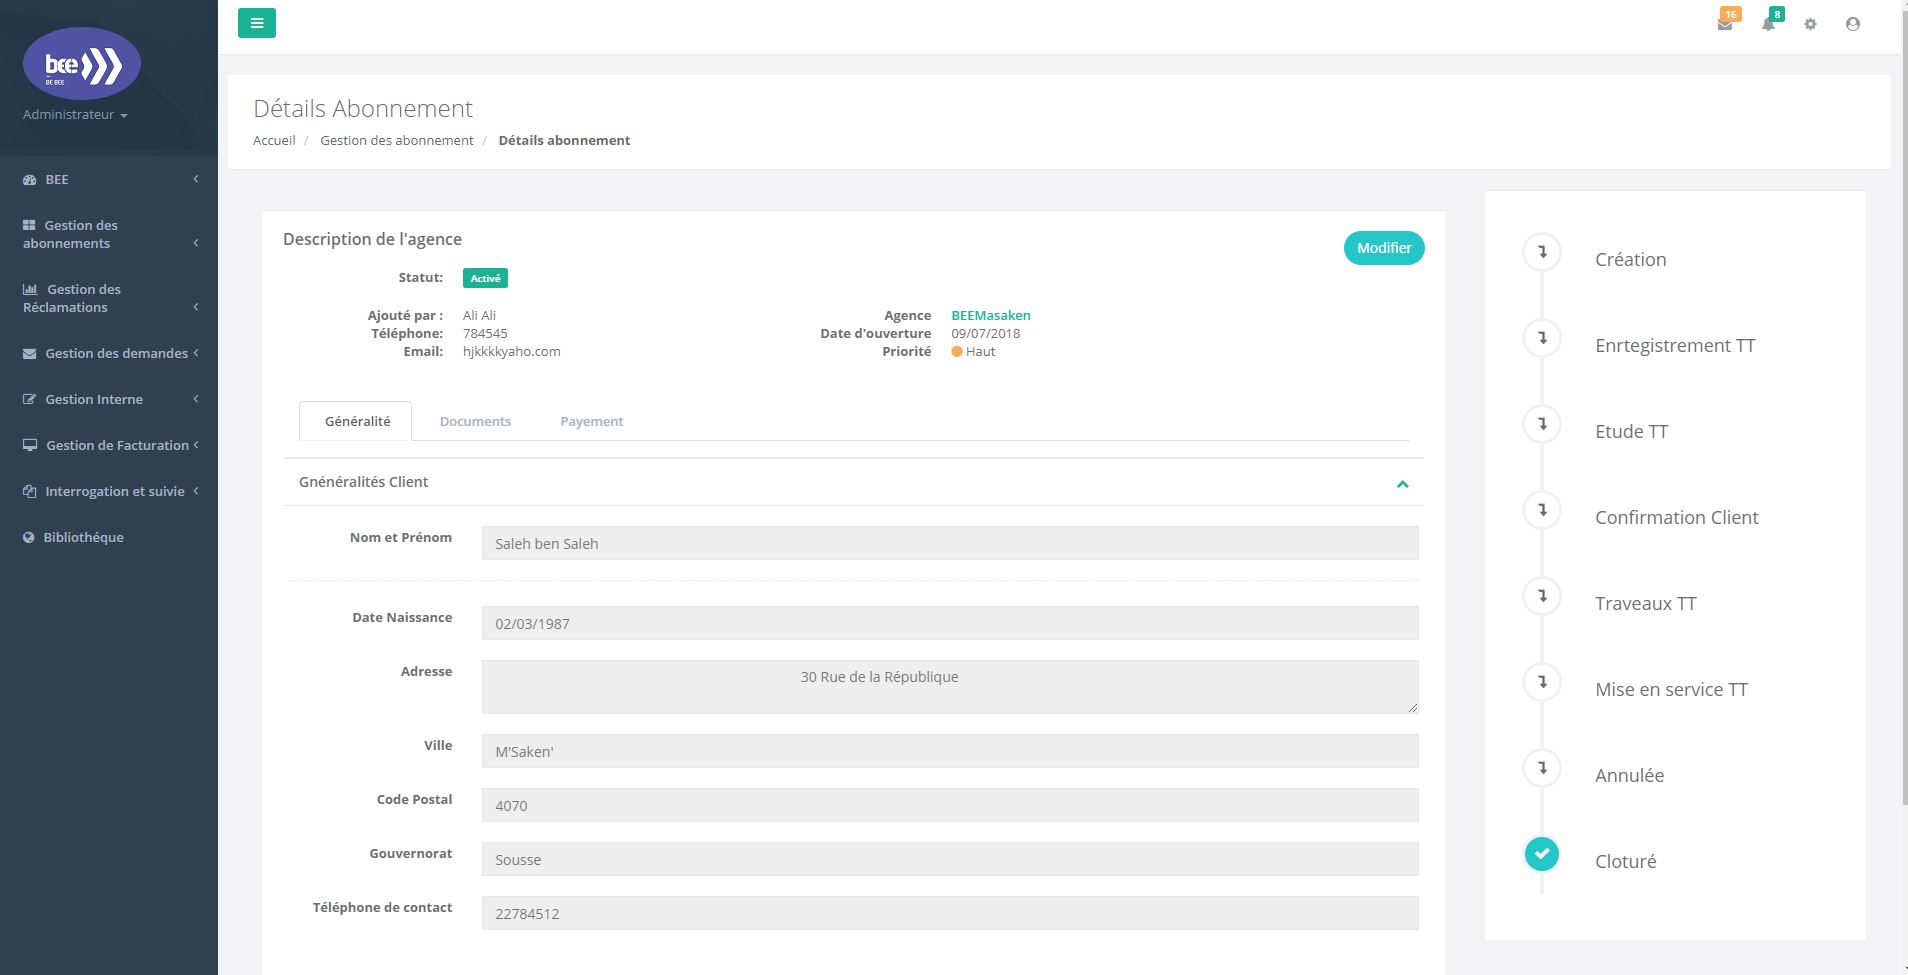 bee
BE BEE
Administrateur
BEE
Gestion des
abonnements
Gestion des
Réclamations
Gestion des demandes
Gestion Interne
Gestion de Facturation
Interrogation et suivie
Bibliothéque
16
8
Détails Abonnement
Accueil / Gestion des abonnement / Détails abonnement
Description de l'agence
Modifier
Statut: Activé
Ajouté par : Ali Ali
Téléphone: 784545
Email: hjkkkkyaho.com
Agence BEEMasaken
Date d'ouverture 09/07/2018
Priorité Haut
Généralité Documents Payement
Gnénéralités Client
Nom et Prénom Saleh ben Saleh
Date Naissance 02/03/1987
Adresse 30 Rue de la République
Ville M'Saken'
Code Postal 4070
Gouvernorat Sousse
Téléphone de contact 22784512
Création
Enrtegistrement TT
Etude TT
Confirmation Client
Traveaux TT
Mise en service TT
Annulée
Cloturé